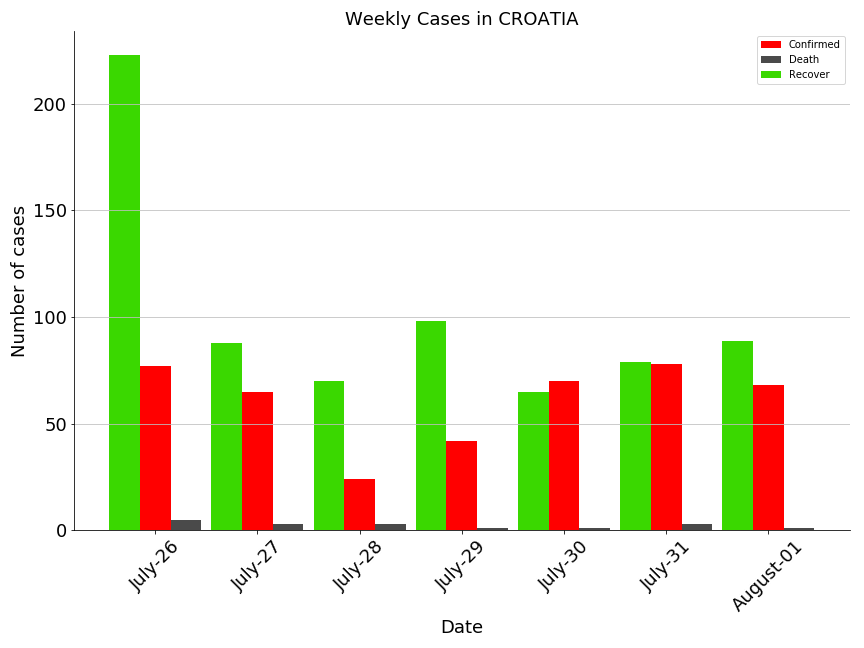 Weekly Cases in CROATIA
Confirmed
Death
Recover
Number of cases
200
150
100
50
0
July-26
July-27
July-28
July-29
July-30
July-31
August-01
Date